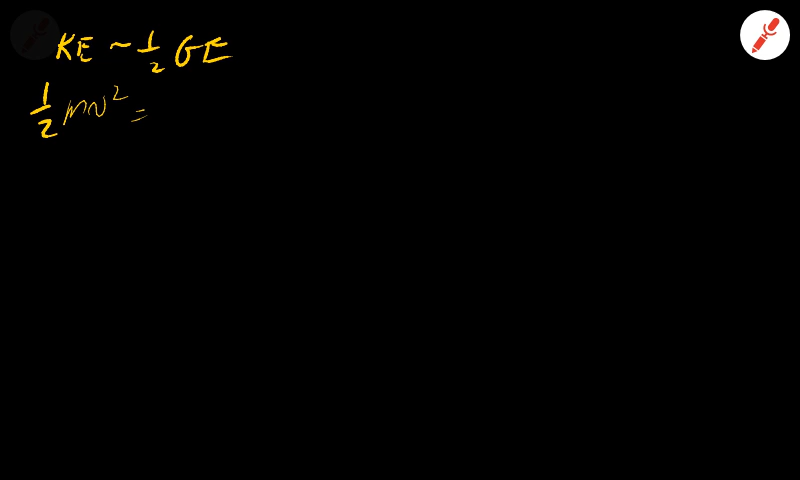 KE ~ 1/2 GE
1/2 mv² =